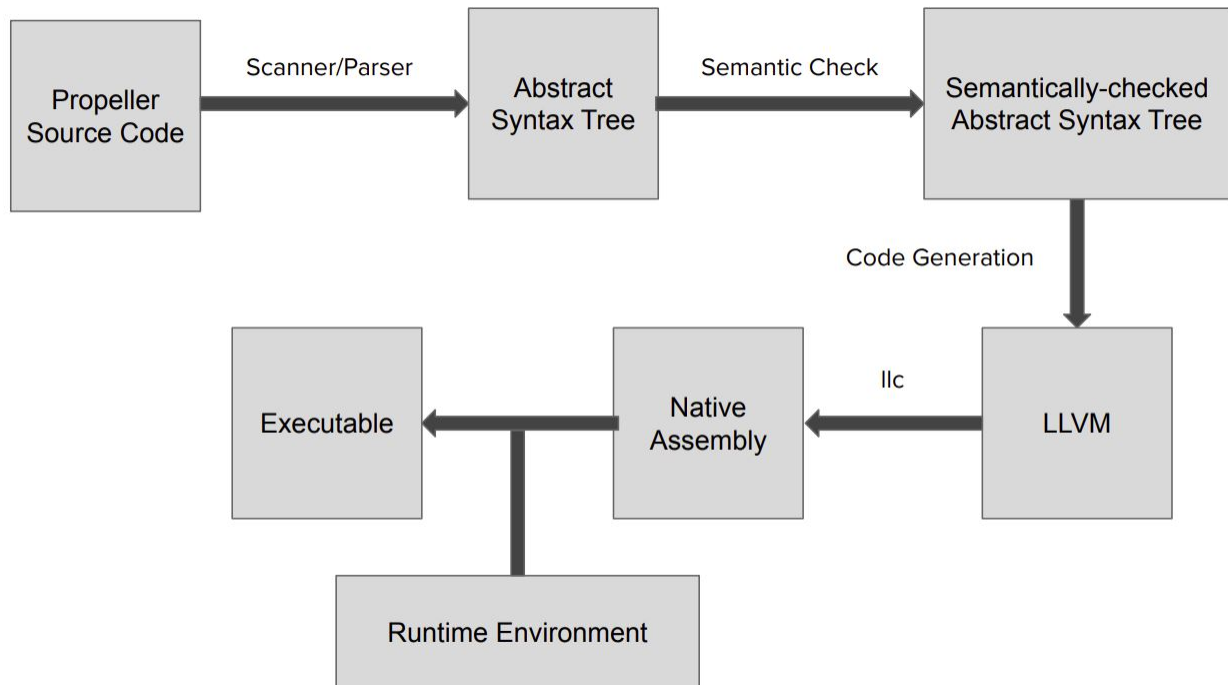 Propeller
Source Code
Scanner/Parser
Abstract
Syntax Tree
Semantic Check
Semantically-checked
Abstract Syntax Tree
Code Generation
LLVM
llc
Native
Assembly
Executable
Runtime Environment